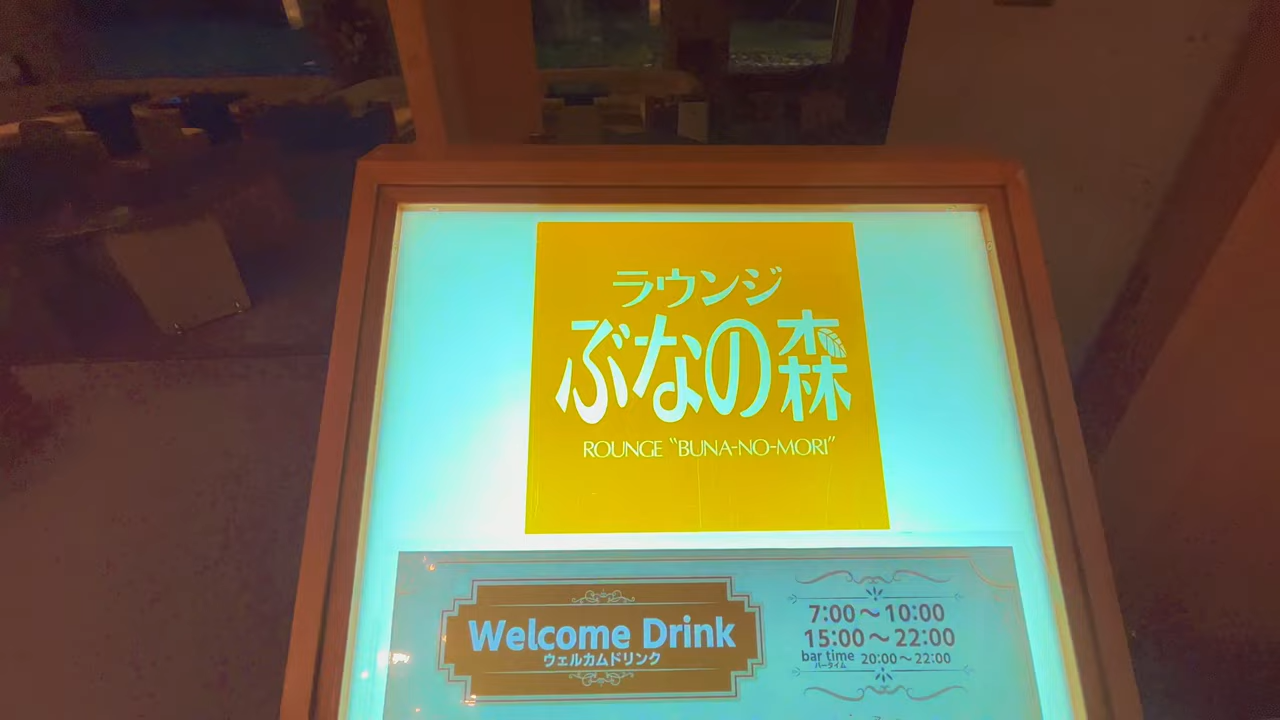 ラウンジ
ぶなの森
ROUNGE "BUNA-NO-MORI"
Welcome Drink
ウェルカムドリンク
7:00～10:00
15:00～22:00
bar time 20:00～22:00
バータイム